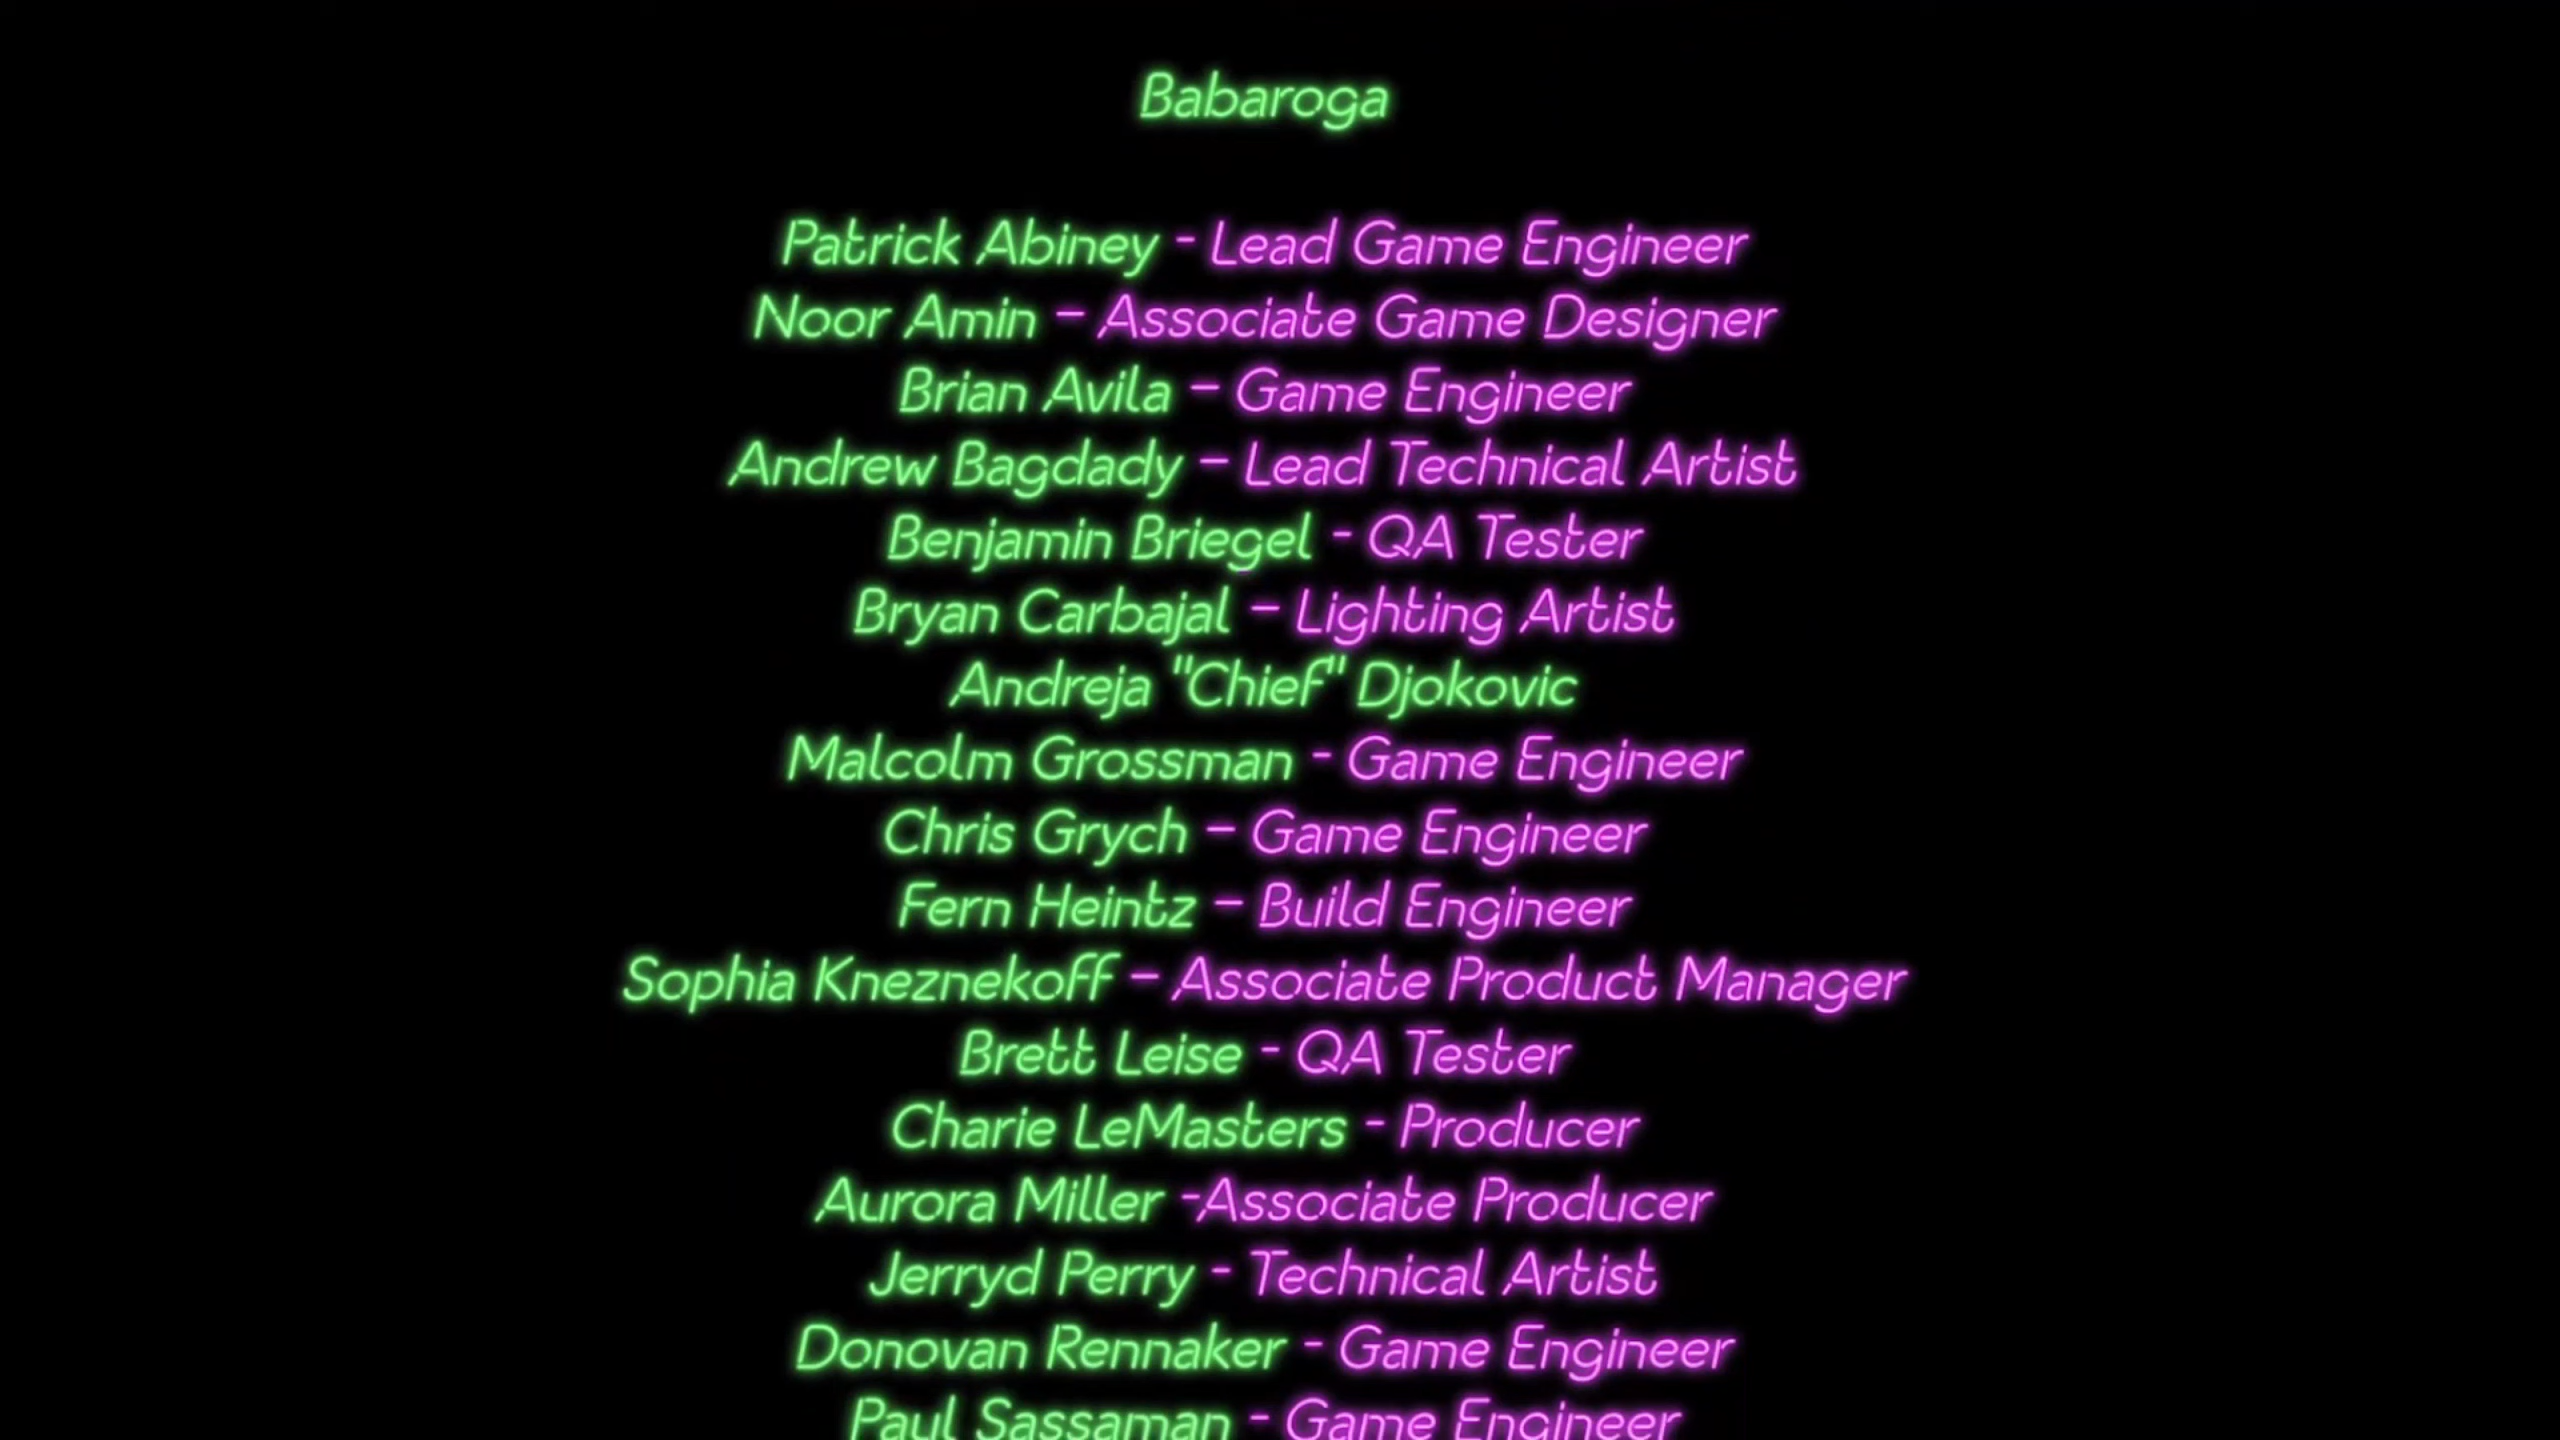 Babaroga
Patrick Abiney - Lead Game Engineer
Noor Amin – Associate Game Designer
Brian Avila – Game Engineer
Andrew Bagdady – Lead Technical Artist
Benjamin Briegel - QA Tester
Bryan Carbajal – Lighting Artist
Andreja "Chief" Djokovic
Malcolm Grossman - Game Engineer
Chris Grych – Game Engineer
Fern Heintz – Build Engineer
Sophia Kneznekoff – Associate Product Manager
Brett Leise - QA Tester
Charie LeMasters - Producer
Aurora Miller -Associate Producer
Jerryd Perry - Technical Artist
Donovan Rennaker - Game Engineer
Paul Sassaman - Game Engineer